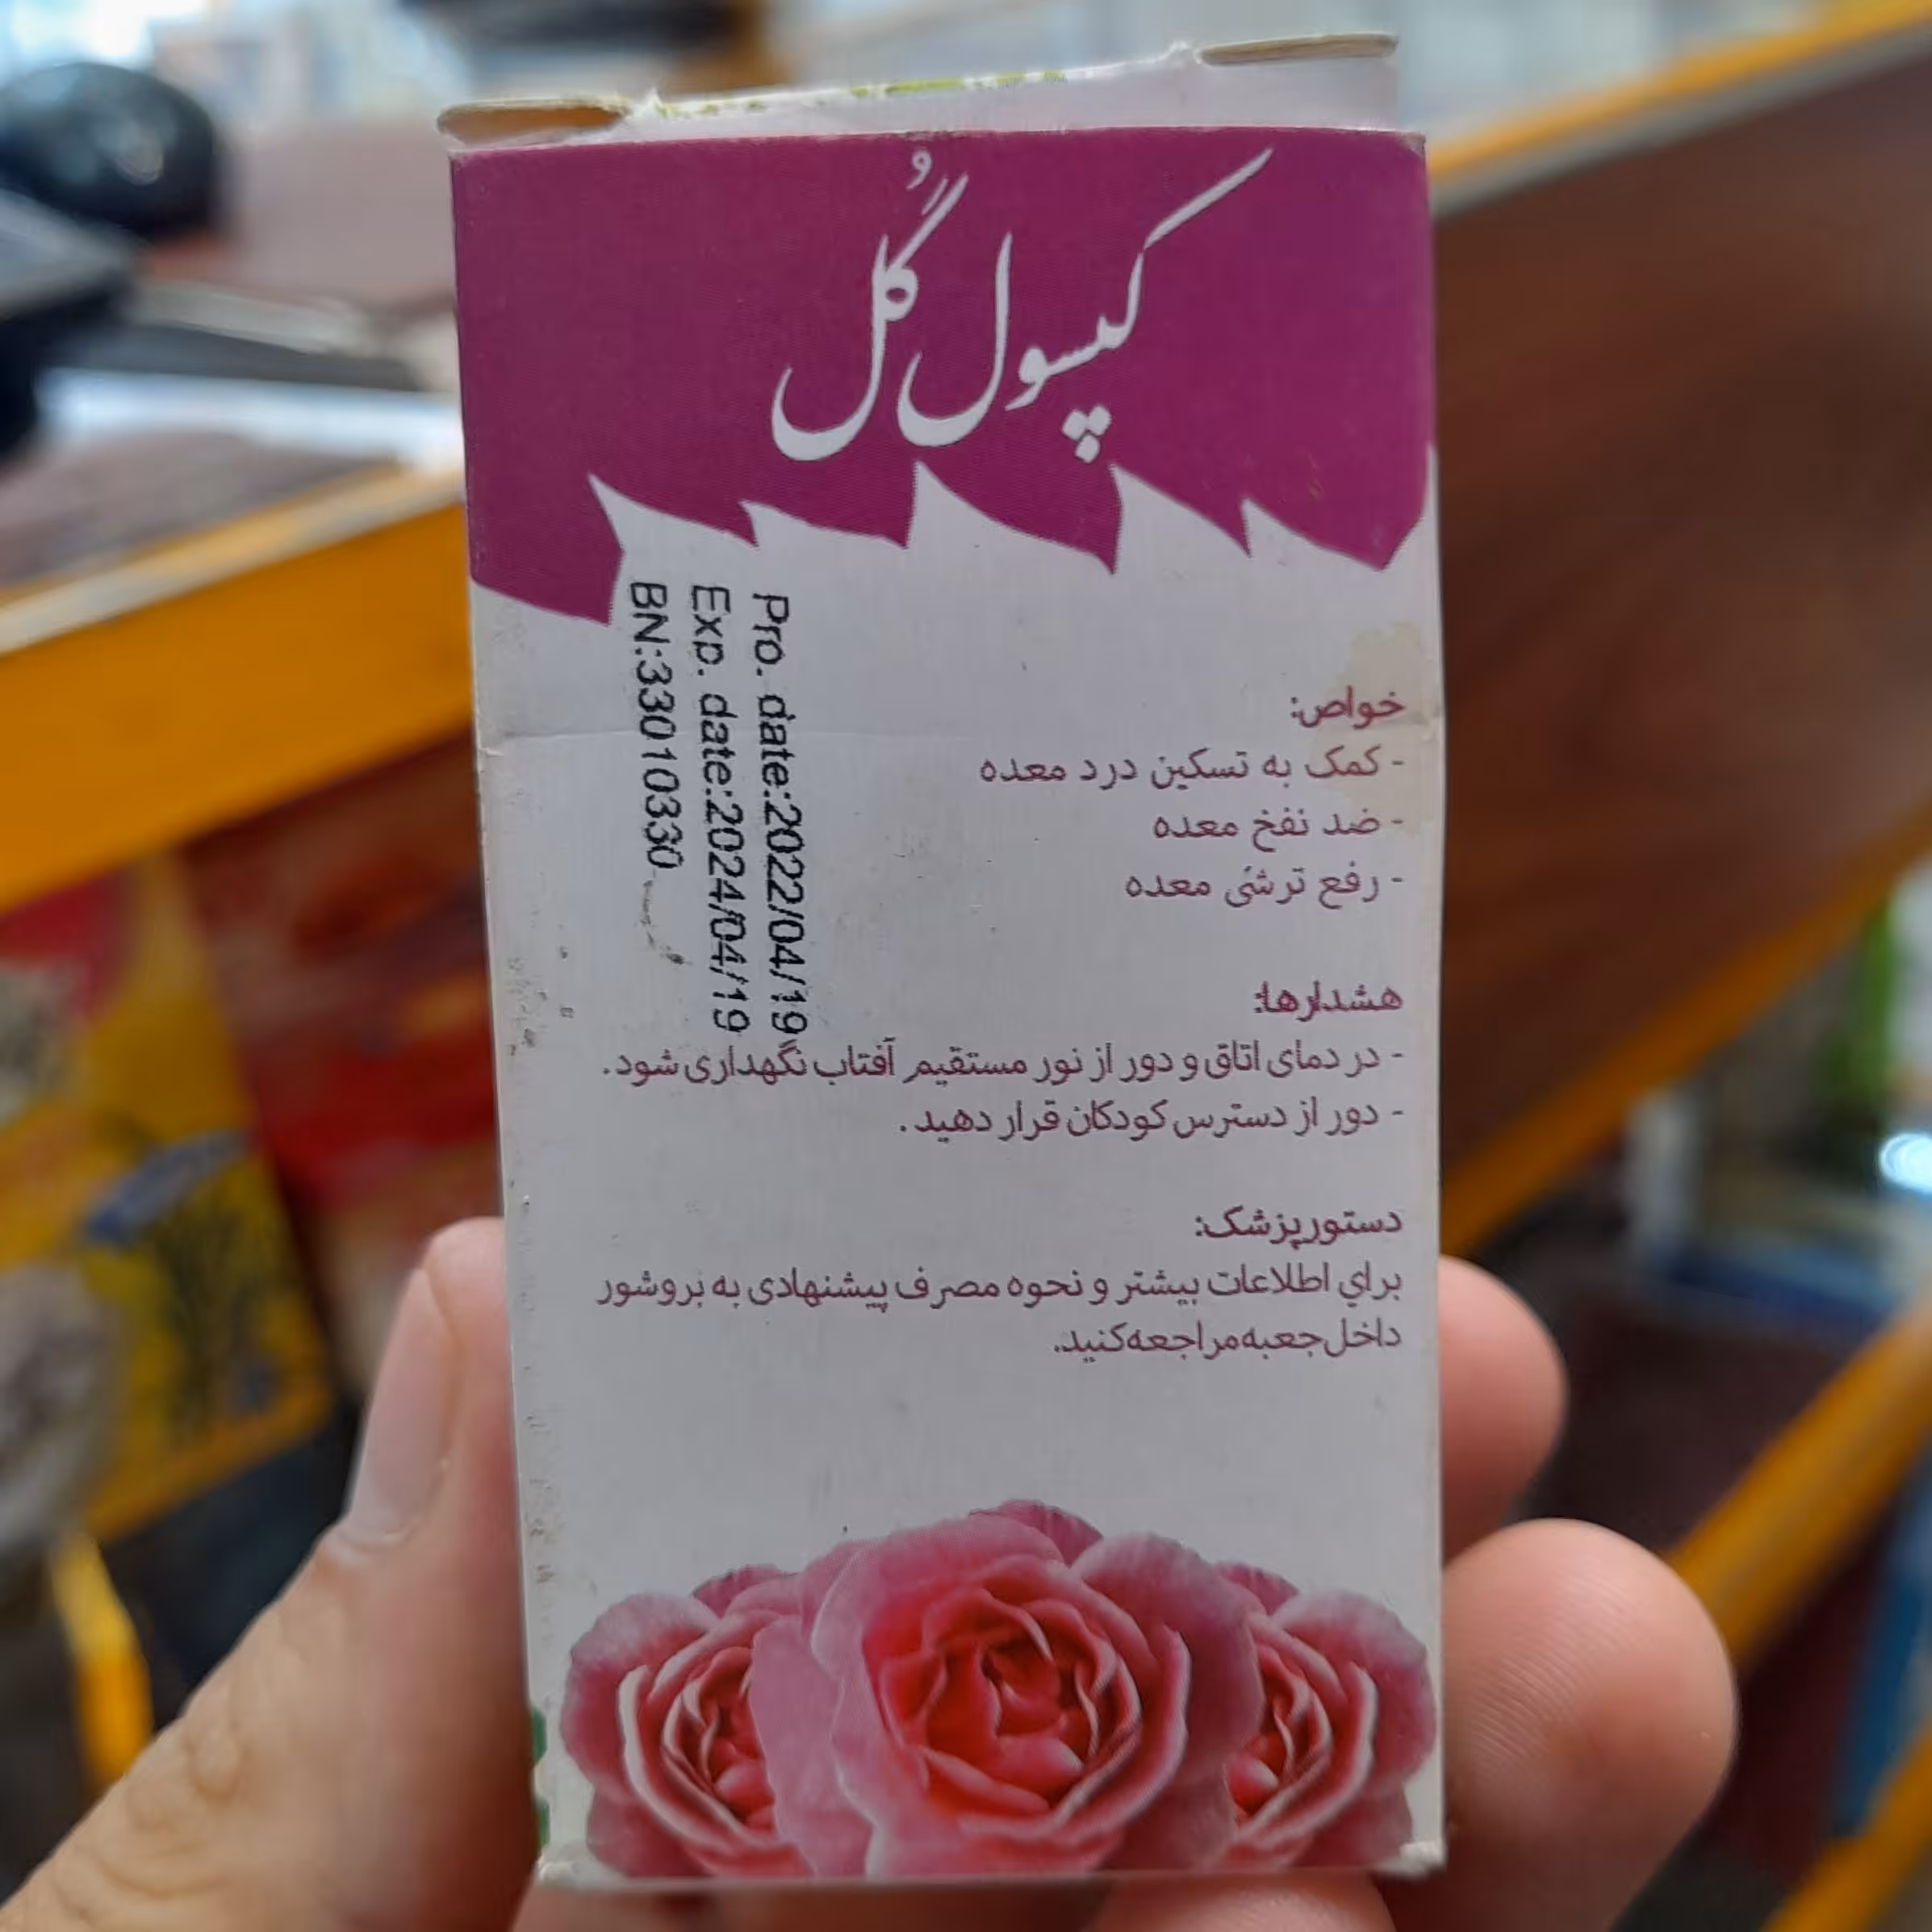 کپسول گُل
Pro. date:2022/04/19
Exp. date:2024/04/19
BN:33010330
خواص:
- کمک به تسکین درد معده
- ضد نفخ معده
- رفع ترشئ معده
هشدارها:
- در دمای اتاق و دور از نور مستقیم آفتاب نگهداری شود.
- دور از دسترس کودکان قرار دهید.
دستور پزشک:
براي اطلاعات بیشتر و نحوه مصرف پیشنهادی به بروشور
داخل جعبه مراجعه کنید.